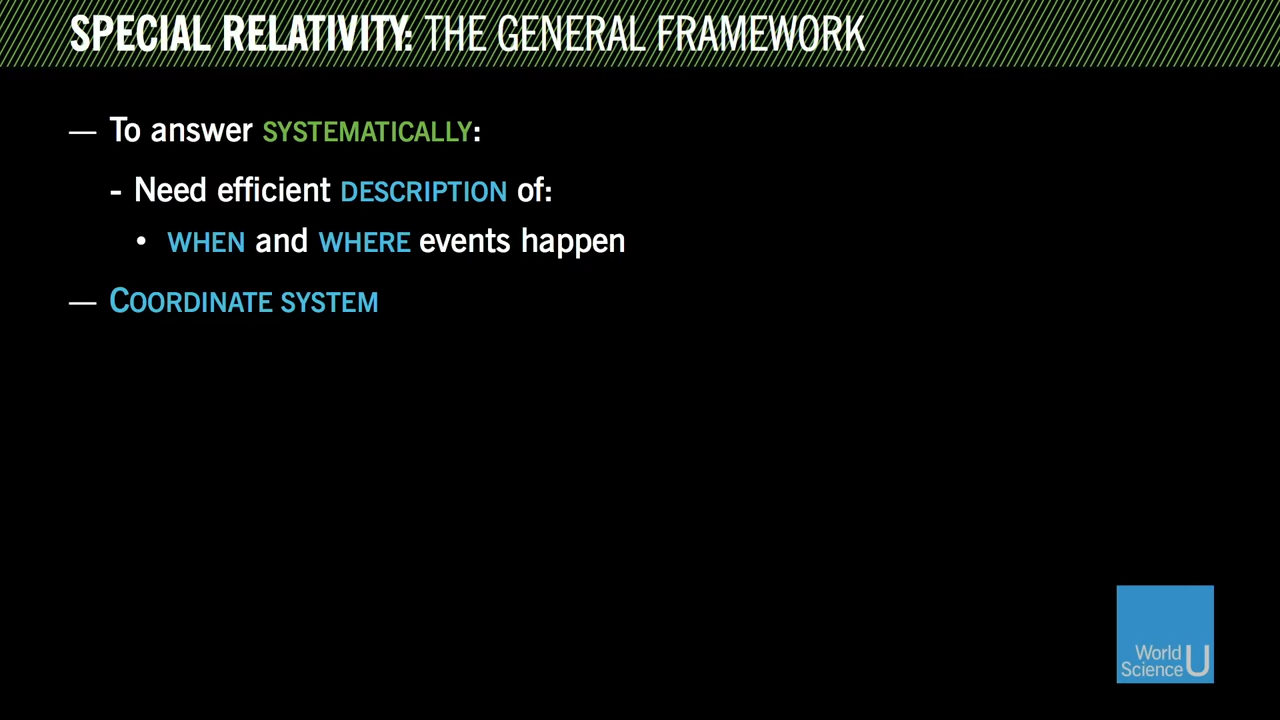 SPECIAL RELATIVITY: THE GENERAL FRAMEWORK
— To answer SYSTEMATICALLY:
- Need efficient DESCRIPTION of:
• WHEN and WHERE events happen
— COORDINATE SYSTEM
World
Science U